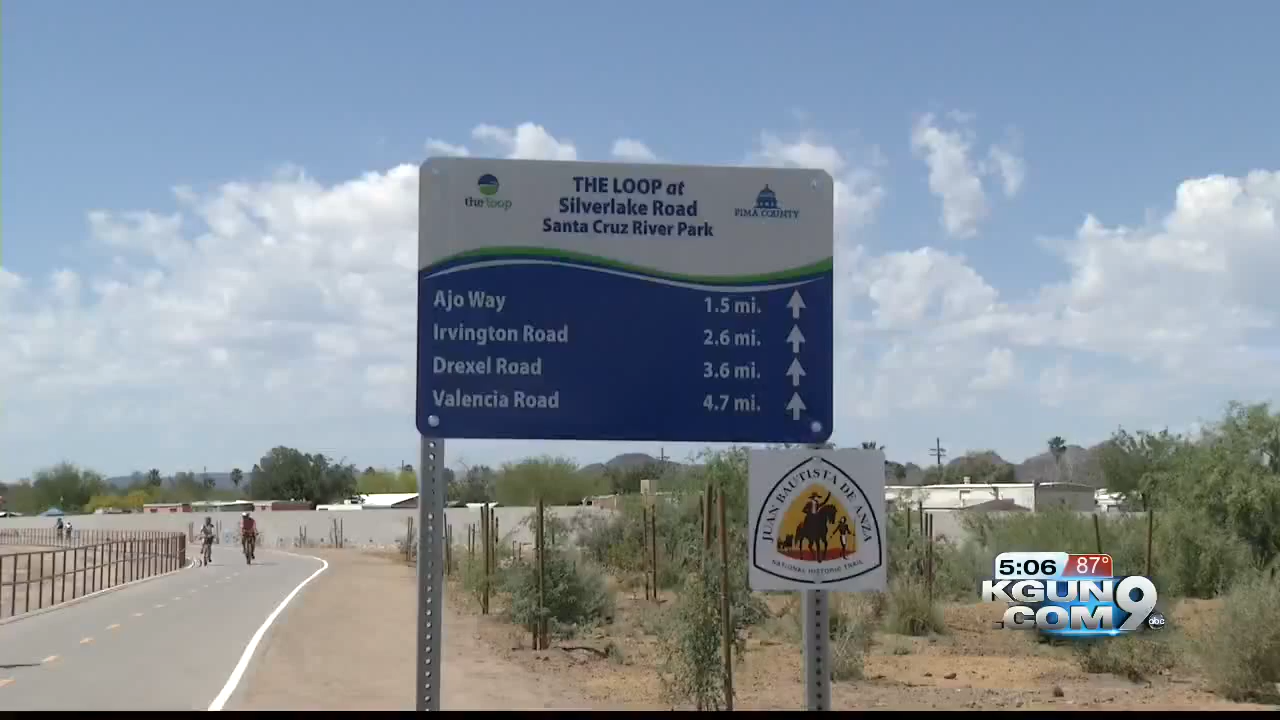 the loop
THE LOOP at
Silverlake Road
Santa Cruz River Park
PIMA COUNTY
Ajo Way 1.5 mi.
Irvington Road 2.6 mi.
Drexel Road 3.6 mi.
Valencia Road 4.7 mi.
JUAN BAUTISTA DE ANZA
NATIONAL HISTORIC TRAIL
5:06 87°
KGUN 9
.COM
abc